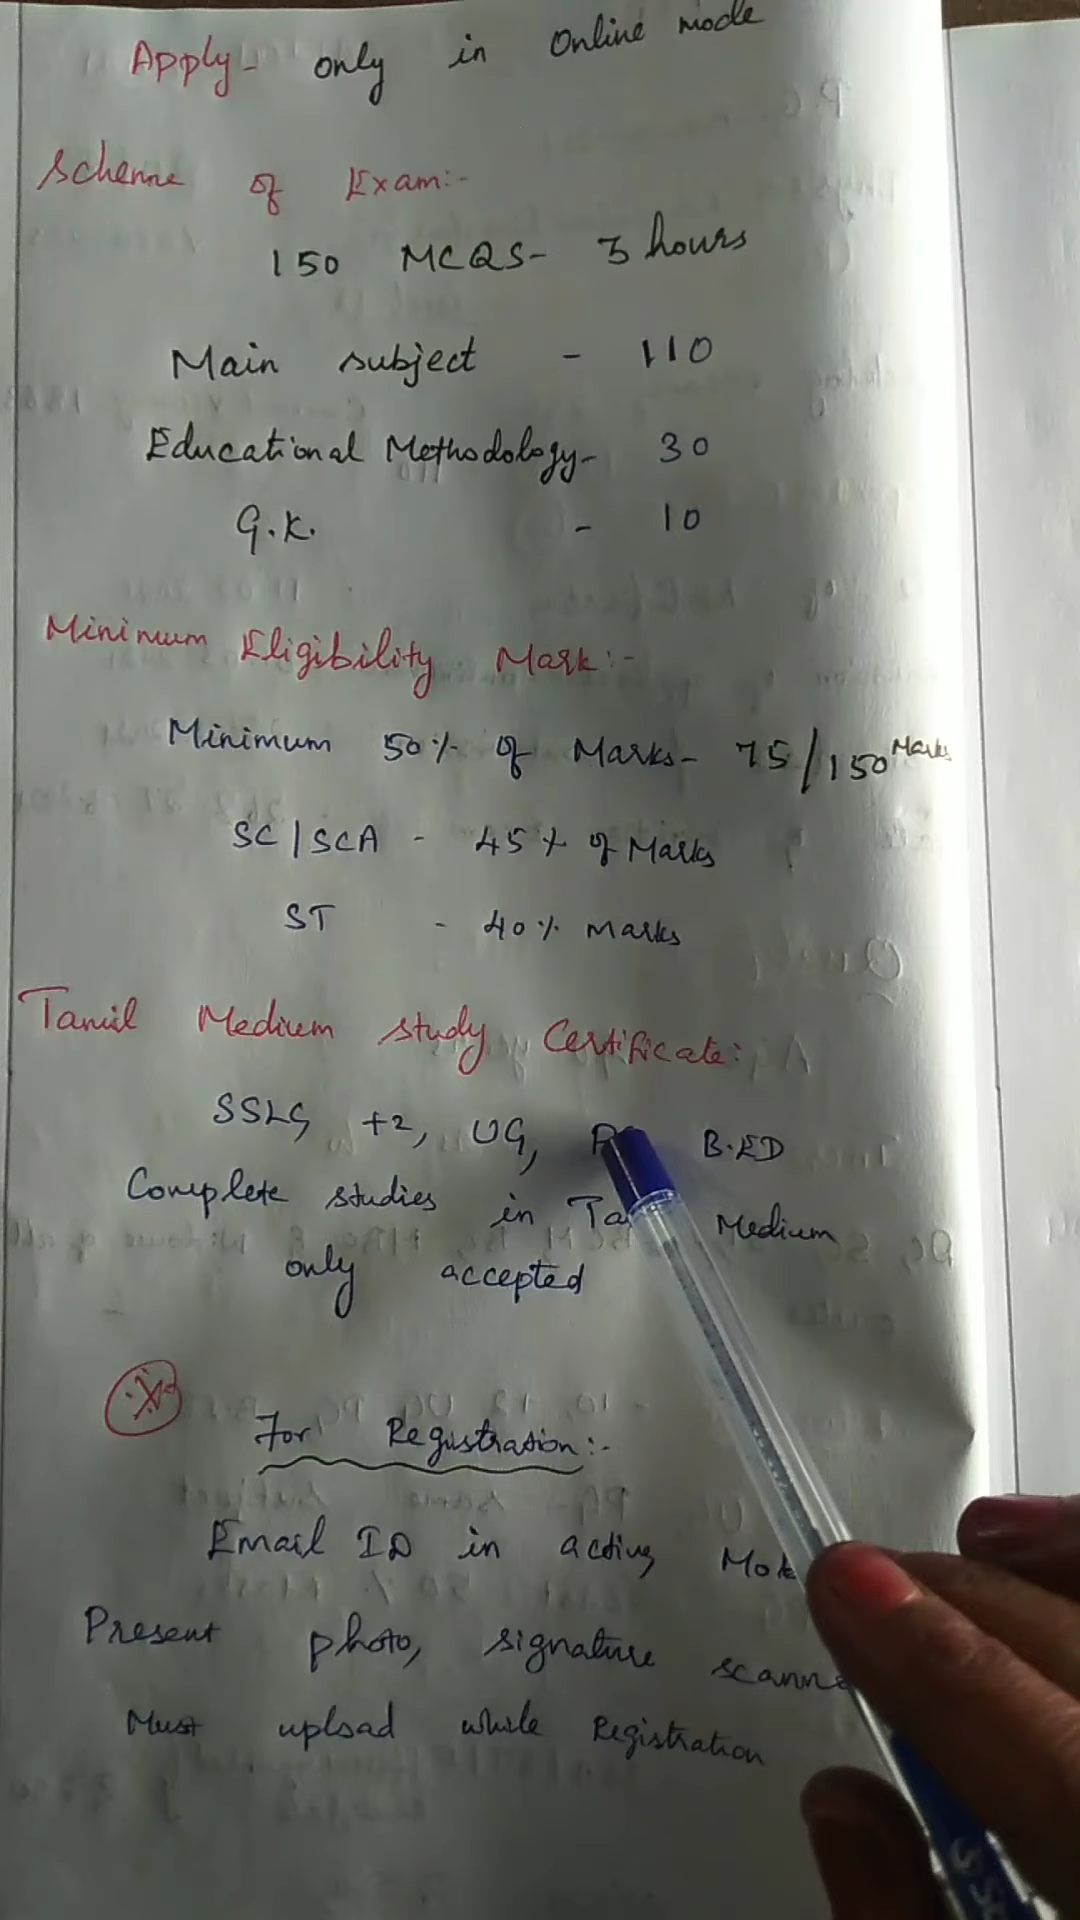 Apply - only in Online mode
Scheme of Exam:-
150 MCQS- 3 hours
Main subject - 110
Educational Methodology- 30
G.K. - 10
Minimum Eligibility Mark:-
Minimum 50% of Marks- 75/150 Marks
SC/SCA - 45% of Marks
ST - 40% Marks
Tamil Medium study Certificate:
SSLC, +2, UG, B.ED
Complete studies in Medium
only accepted
For Registration:-
Email ID in active
Present photo, signature
Must upload while Registration